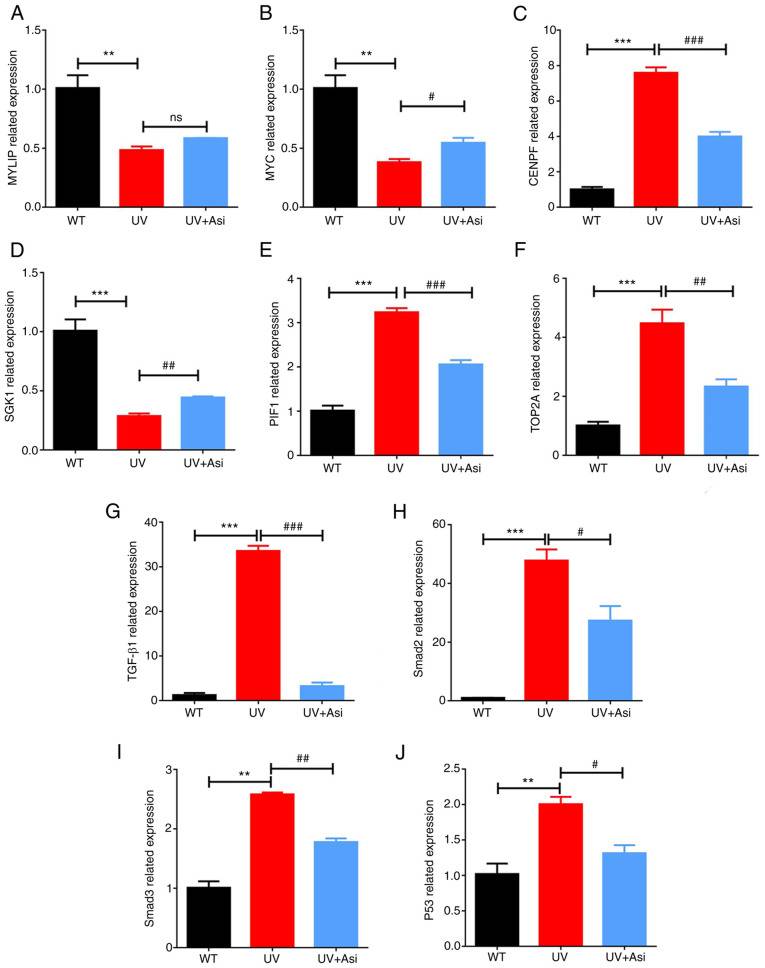 A
MYLIP related expression
1.5
1.0
0.5
0.0
**
ns
WT UV UV+Asi
B
MYC related expression
1.5
1.0
0.5
0.0
**
#
WT UV UV+Asi
C
CENPF related expression
12
8
4
0
*** ###
WT UV UV+Asi
D
SGK1 related expression
1.5
1.0
0.5
0.0
***
##
WT UV UV+Asi
E
PIF1 related expression
4
3
2
1
0
*** ###
WT UV UV+Asi
F
TOP2A related expression
6
4
2
0
*** ##
WT UV UV+Asi
G
TGF-β1 related expression
40
30
20
10
0
*** ###
WT UV UV+Asi
H
Smad2 related expression
60
40
20
0
*** #
WT UV UV+Asi
I
Smad3 related expression
3
2
1
0
** ##
WT UV UV+Asi
J
P53 related expression
2.5
2.0
1.5
1.0
0.5
0.0
** #
WT UV UV+Asi